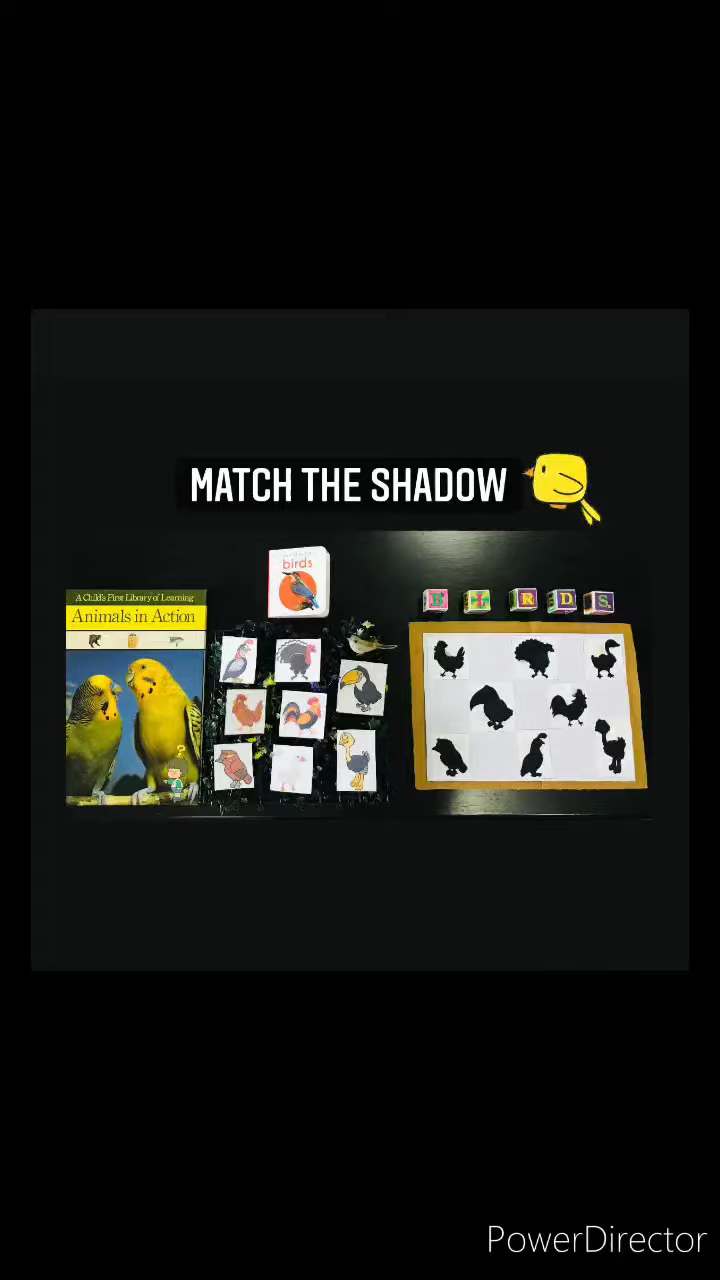 MATCH THE SHADOW
birds
A Child's First Library of Learning
Animals in Action
?
B I R D S
PowerDirector